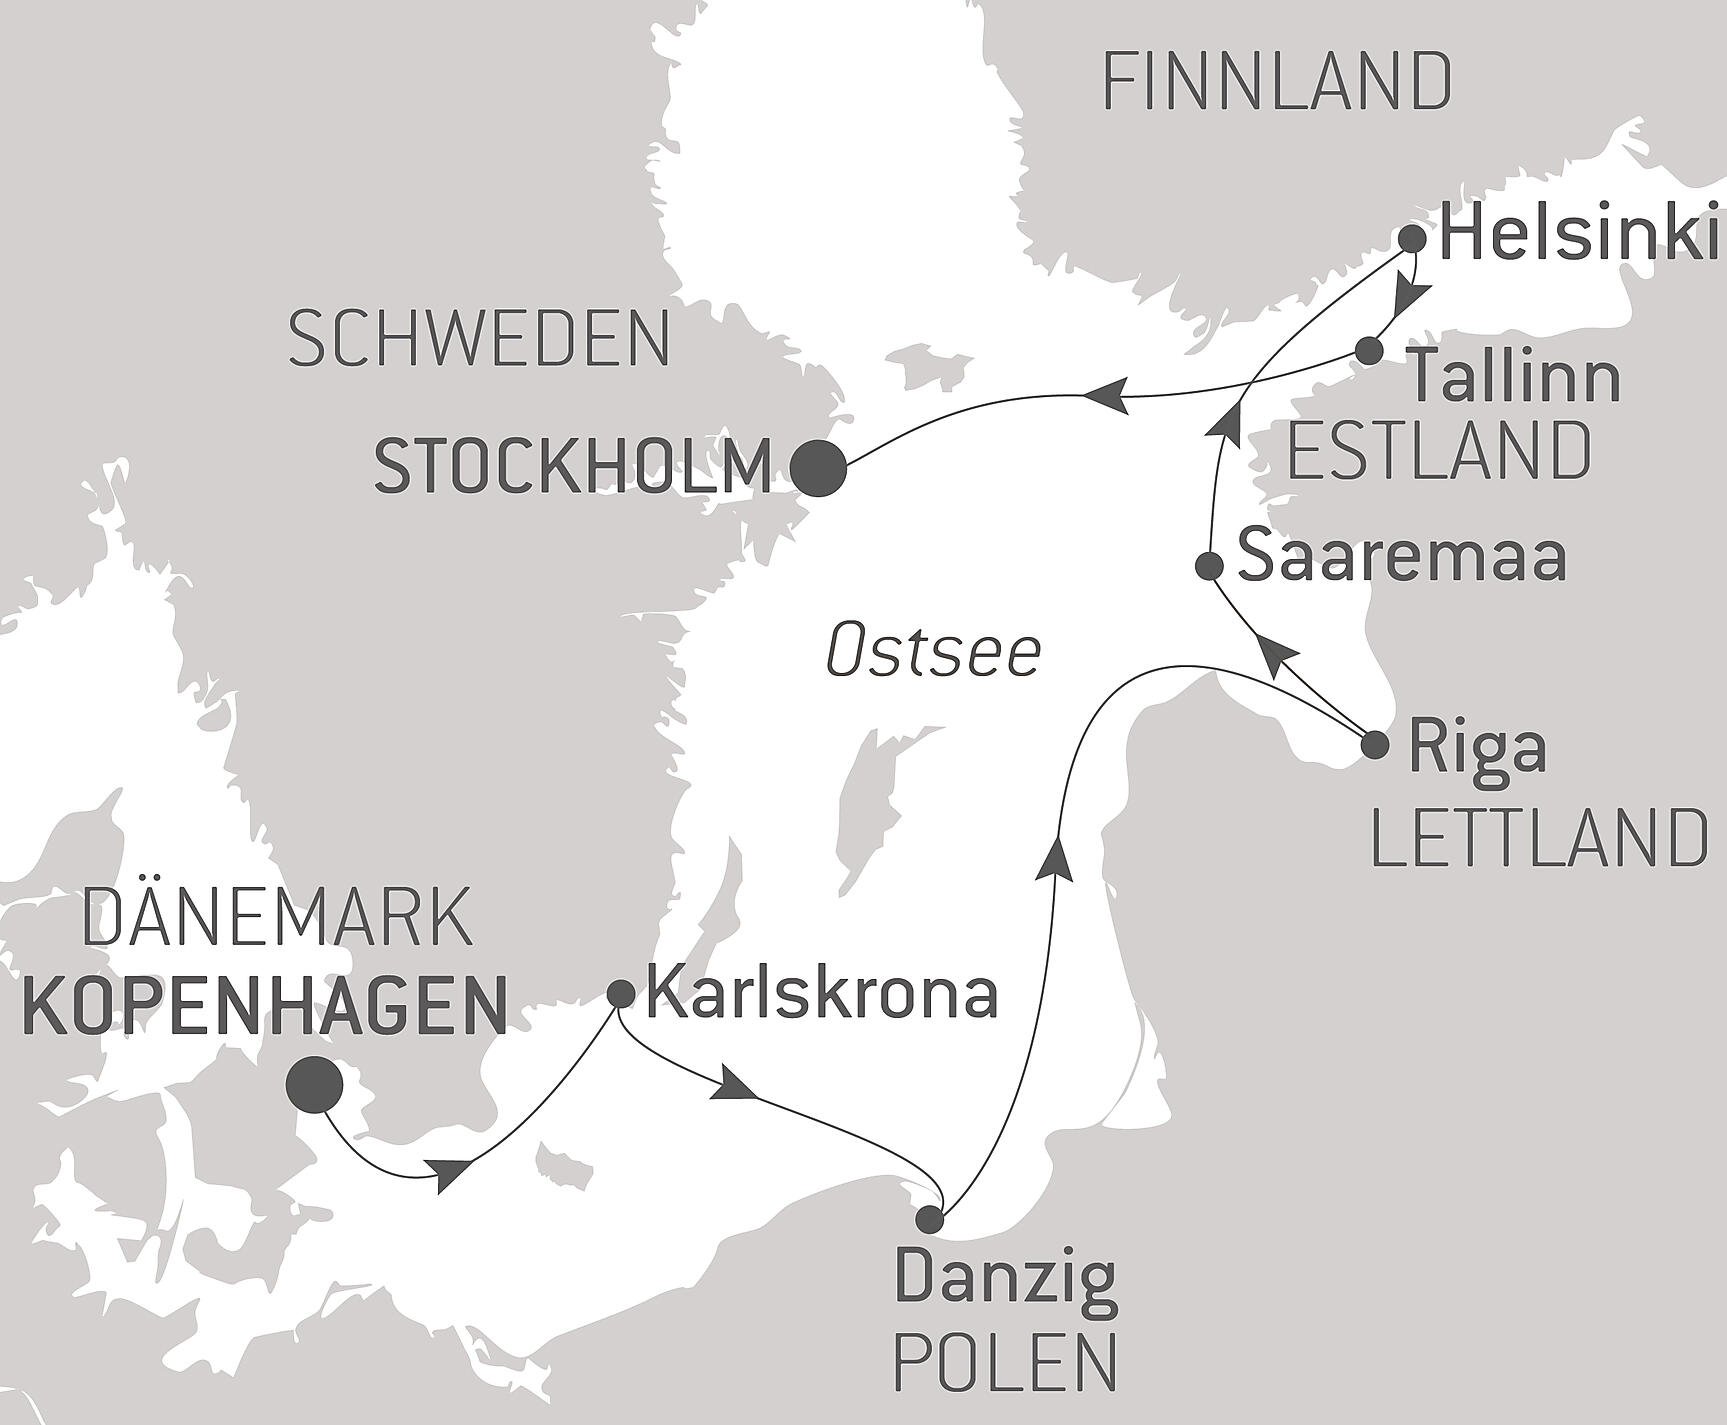 FINNLAND
Helsinki
SCHWEDEN
Tallinn
ESTLAND
STOCKHOLM
Saaremaa
Ostsee
Riga
LETTLAND
DÄNEMARK
KOPENHAGEN
Karlskrona
Danzig
POLEN